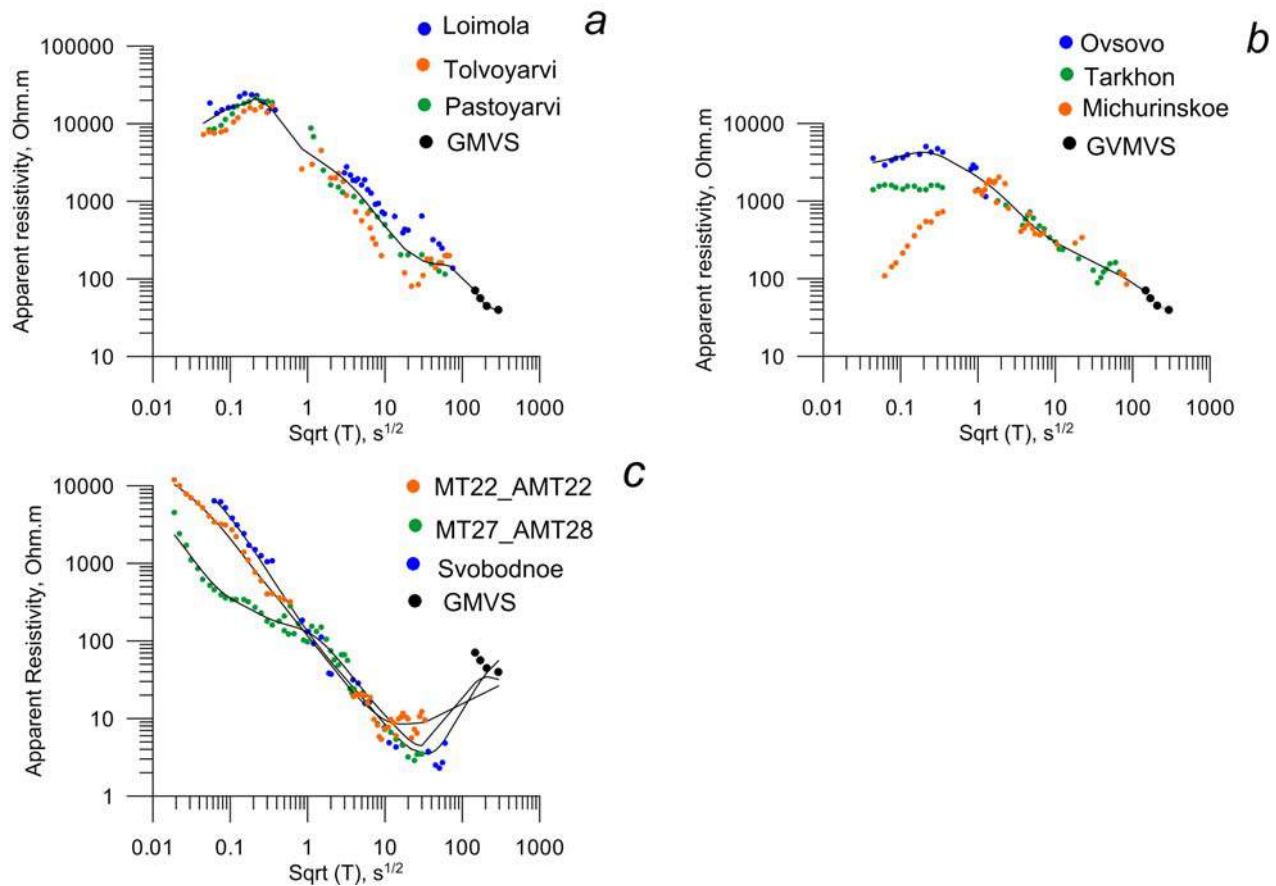 a
Loimola
Tolvoyarvi
Pastoyarvi
GMVS
100000
10000
1000
100
10
Apparent resistivity, Ohm.m
0.01 0.1 1 10 100 1000
Sqrt (T), s1/2
b
Ovsovo
Tarkhon
Michurinskoe
GVMVS
100000
10000
1000
100
10
Apparent resistivity, Ohm.m
0.01 0.1 1 10 100 1000
Sqrt (T), s1/2
c
MT22_AMT22
MT27_AMT28
Svobodnoe
GMVS
10000
1000
100
10
1
Apparent Resistivity, Ohm.m
0.01 0.1 1 10 100 1000
Sqrt (T), s1/2